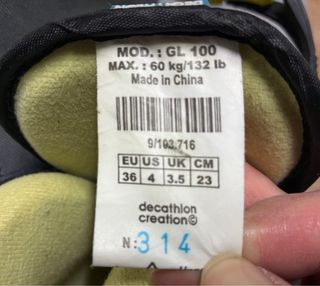 MOD. : GL 100
MAX. : 60 kg/132 lb
Made in China
9/193.716
EU US UK CM
36 4 3.5 23
decathlon
creation©
N: 314